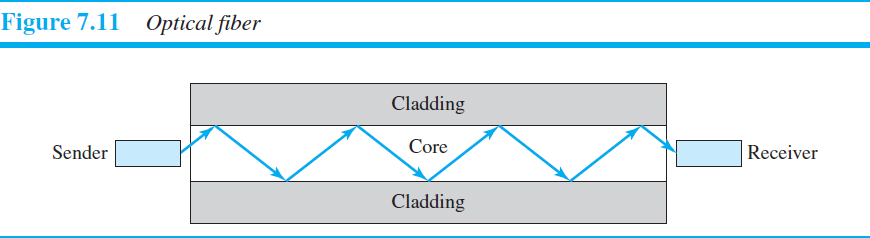 Figure 7.11 Optical fiber
Cladding
Sender
Core
Receiver
Cladding